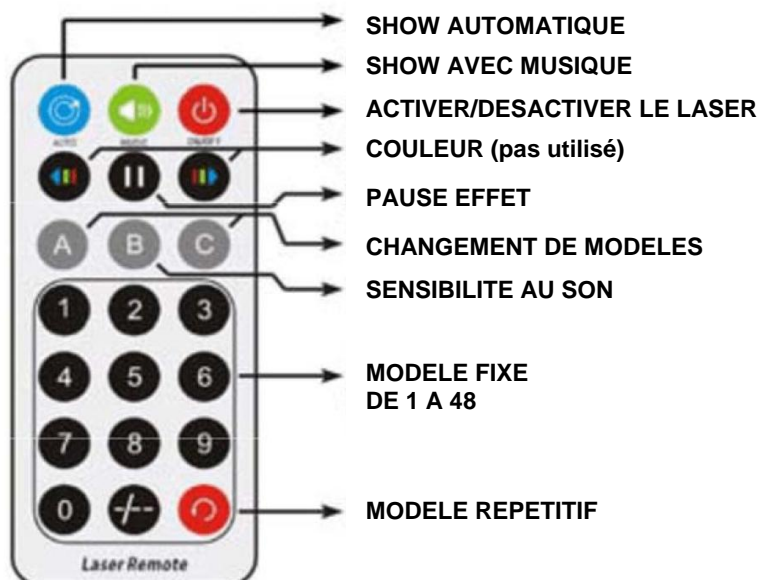 SHOW AUTOMATIQUE
SHOW AVEC MUSIQUE
ACTIVER/DESACTIVER LE LASER
AUTO MUSIC ON/OFF
COULEUR (pas utilisé)
PAUSE EFFET
A B C
CHANGEMENT DE MODELES
SENSIBILITE AU SON
1 2 3
4 5 6
MODELE FIXE
DE 1 A 48
7 8 9
0 -/--
MODELE REPETITIF
Laser Remote